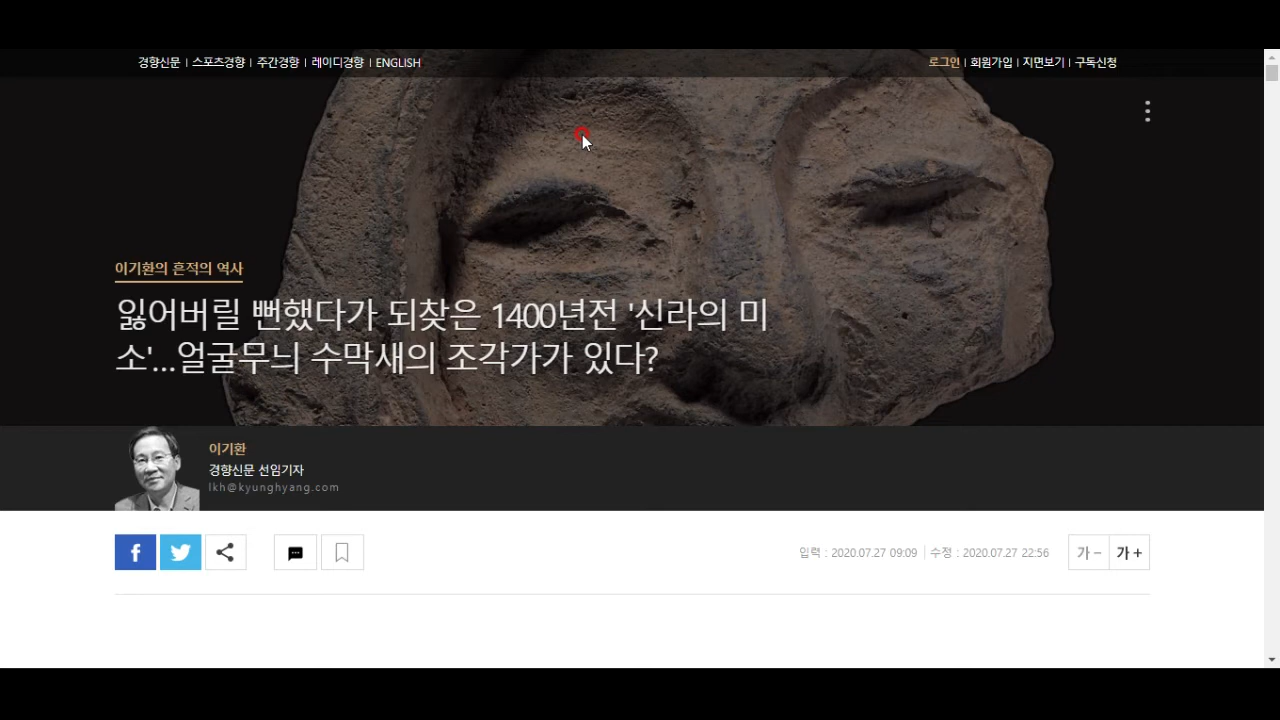 경향신문 | 스포츠경향 | 주간경향 | 레이디경향 | ENGLISH
로그인 | 회원가입 | 지면보기 | 구독신청
이기환의 흔적의 역사
잃어버릴 뻔했다가 되찾은 1400년전 '신라의 미
소'...얼굴무늬 수막새의 조각가가 있다?
이기환
경향신문 선임기자
lkh@kyunghyang.com
입력 : 2020.07.27 09:09 | 수정 : 2020.07.27 22:56
가 - 가 +